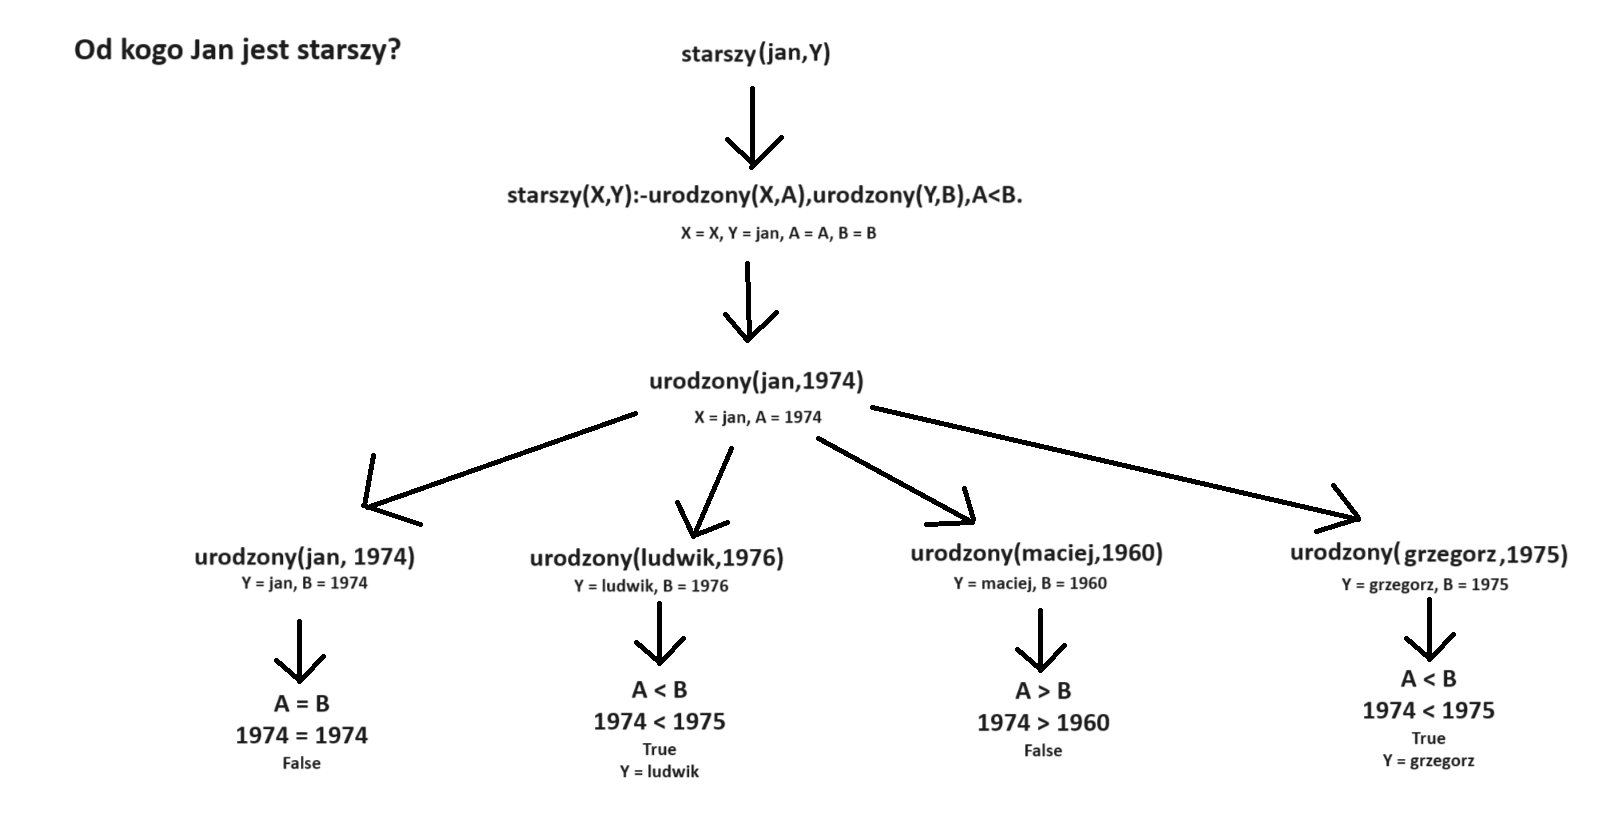 Od kogo Jan jest starszy?
starszy(jan,Y)
starszy(X,Y):-urodzony(X,A),urodzony(Y,B),A<B.
X = X, Y = jan, A = A, B = B
urodzony(jan,1974)
X = jan, A = 1974
urodzony(jan, 1974)
Y = jan, B = 1974
A = B
1974 = 1974
False
urodzony(ludwik,1976)
Y = ludwik, B = 1976
A < B
1974 < 1975
True
Y = ludwik
urodzony(maciej,1960)
Y = maciej, B = 1960
A > B
1974 > 1960
False
urodzony(grzegorz,1975)
Y = grzegorz, B = 1975
A < B
1974 < 1975
True
Y = grzegorz